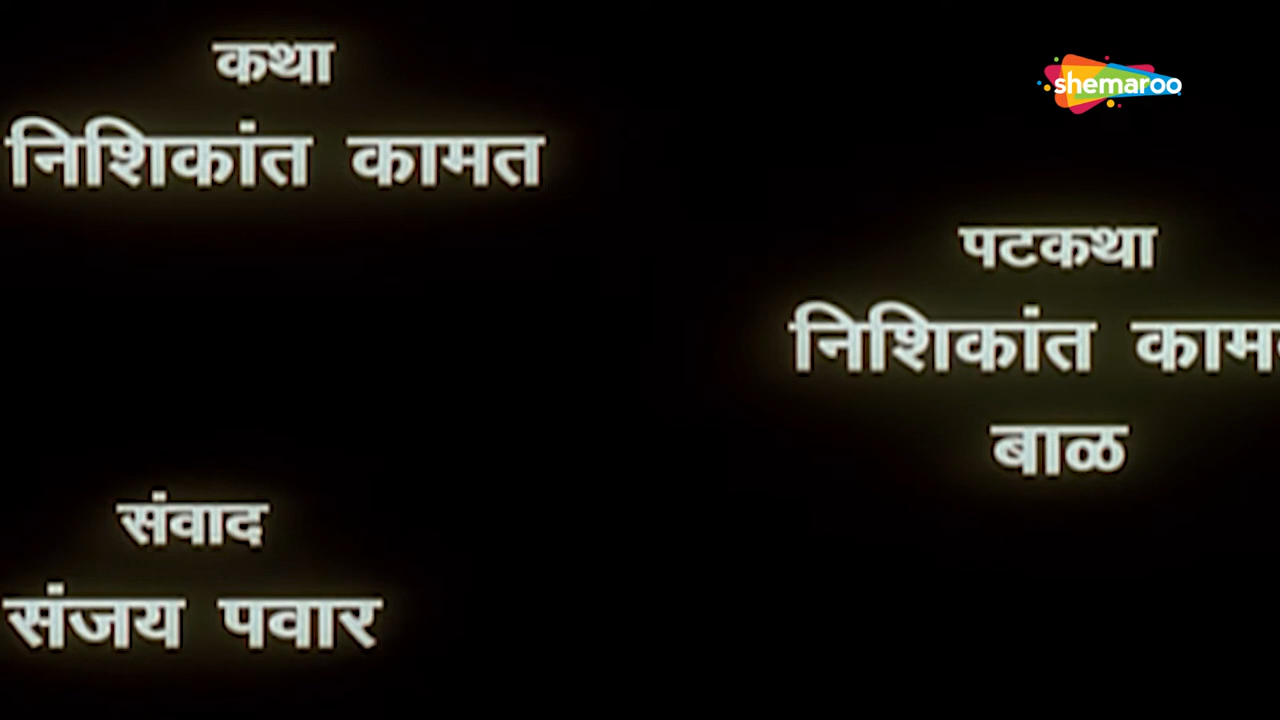 कथा
निशिकांत कामत
shemaroo
पटकथा
निशिकांत
बाळ
संवाद
संजय पवार